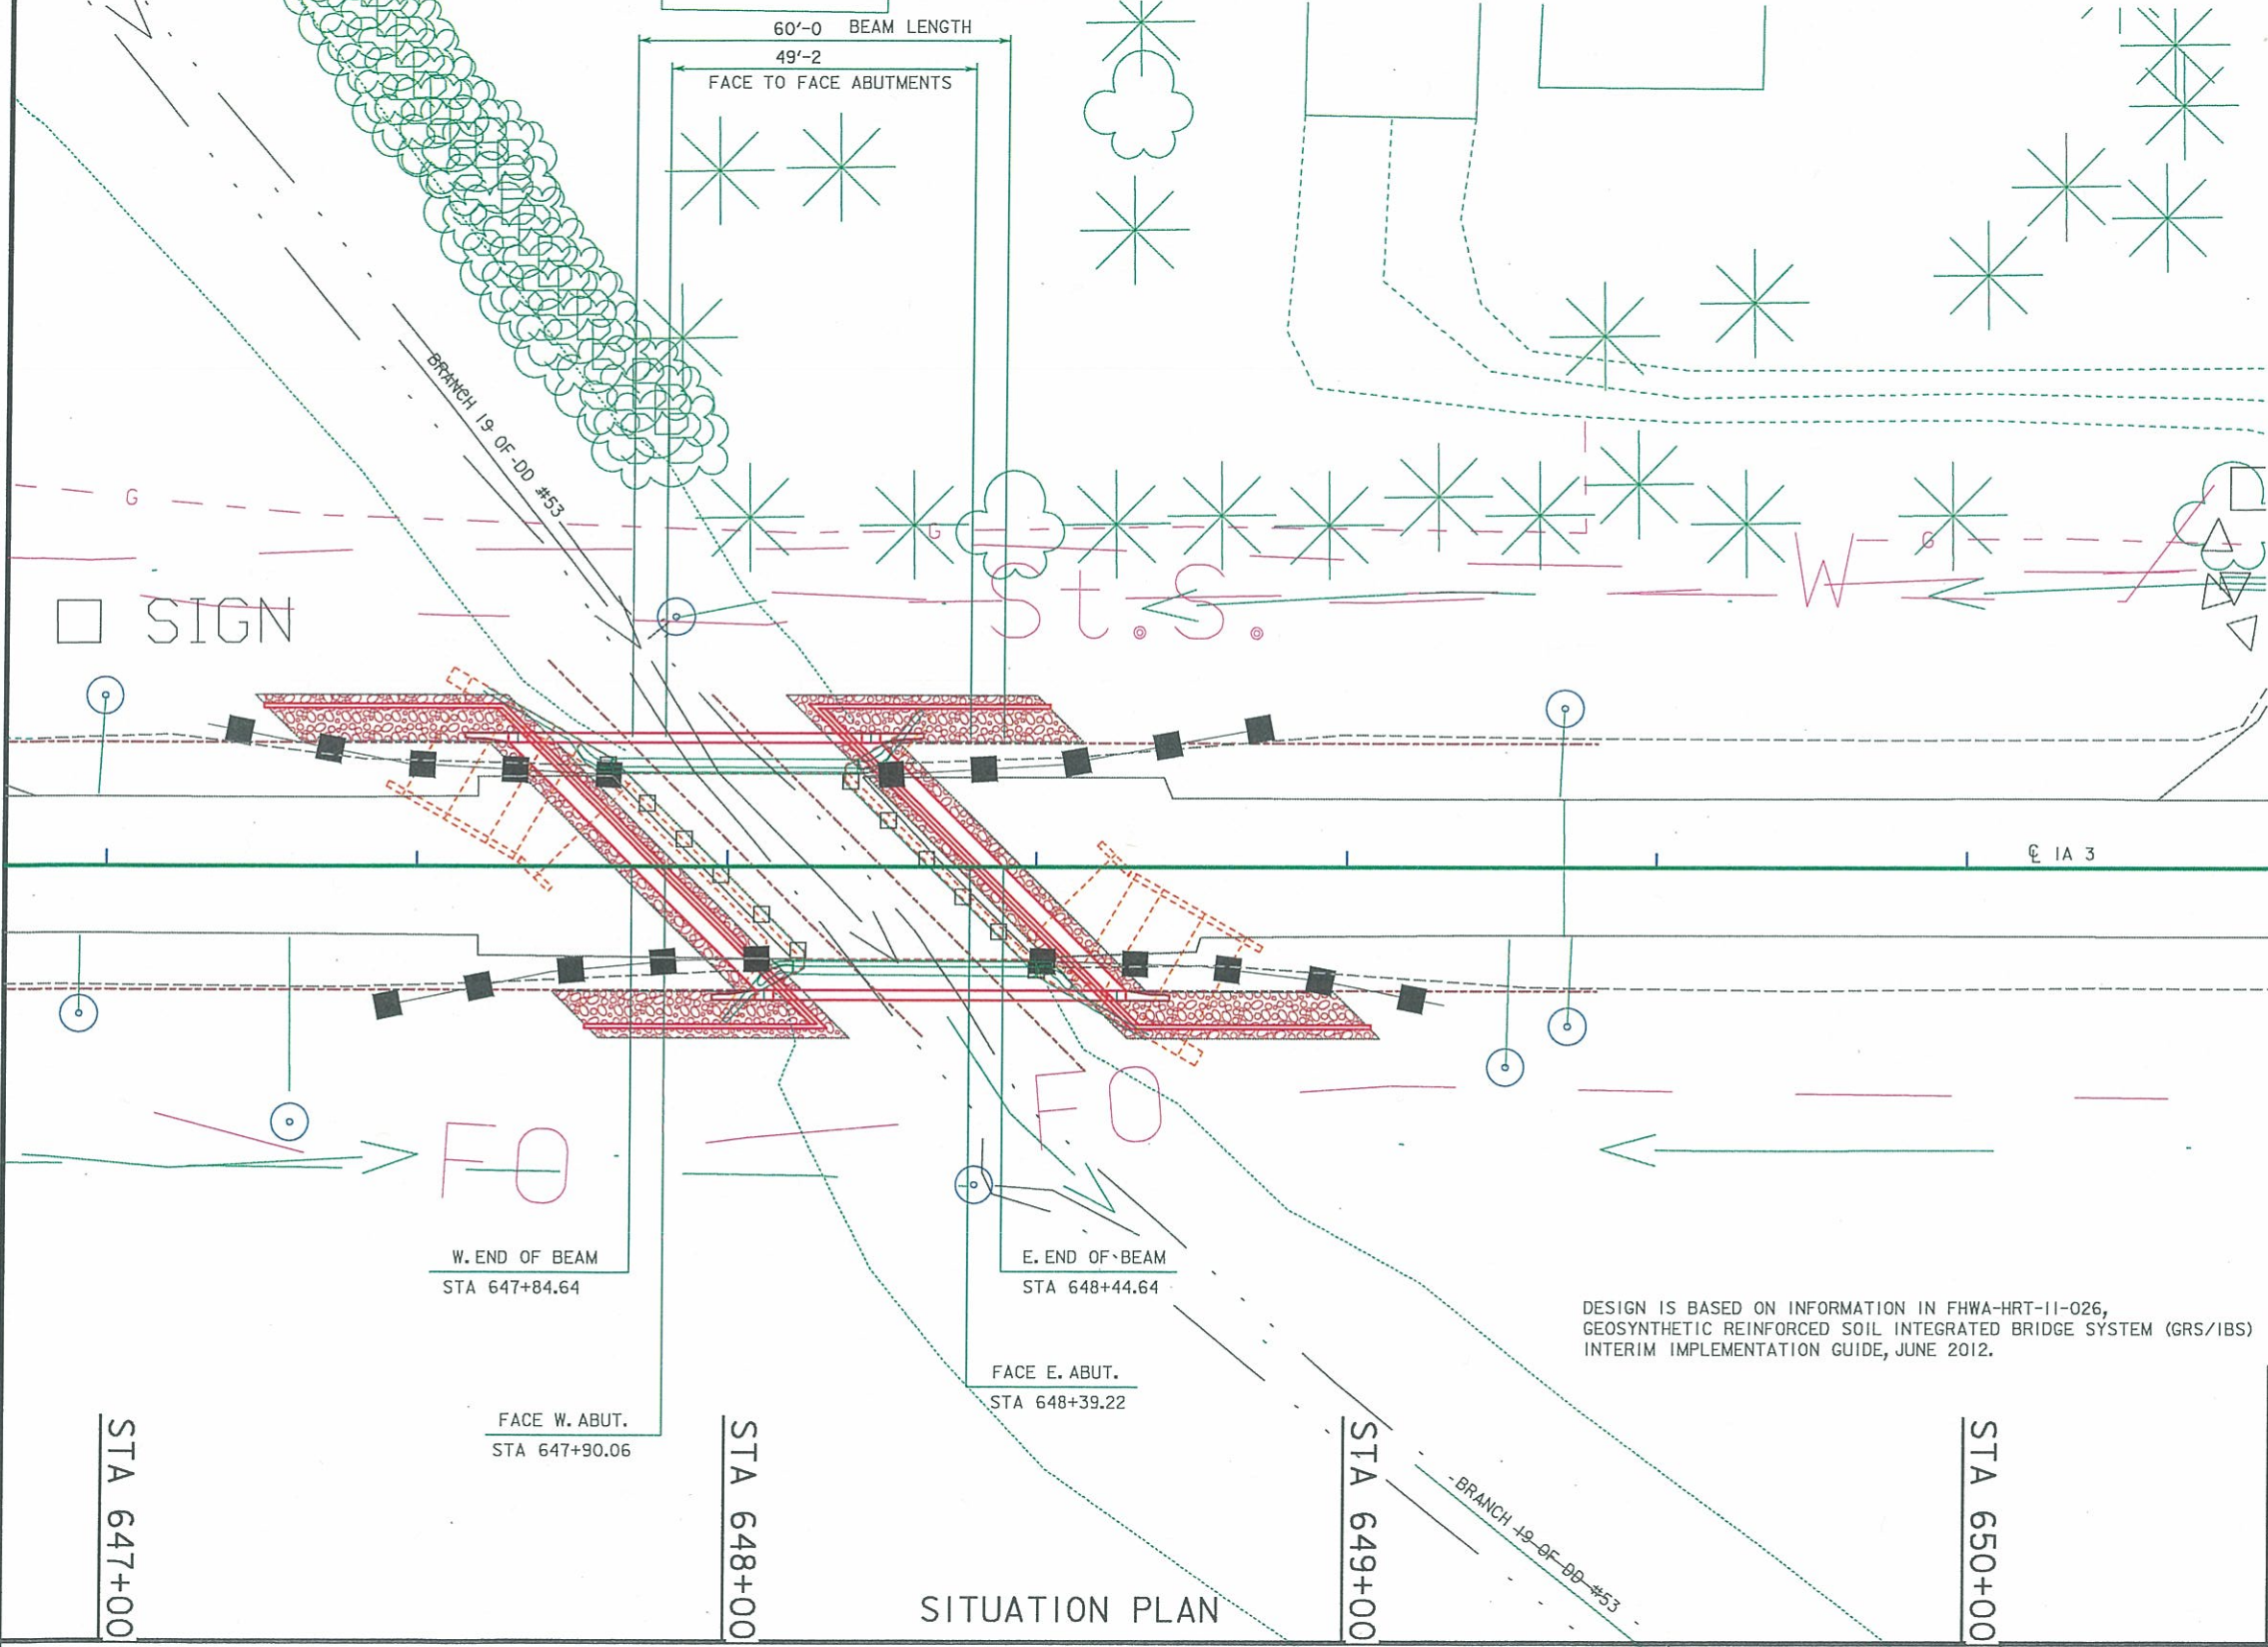 60'-0 BEAM LENGTH
49'-2
FACE TO FACE ABUTMENTS
BRANCH 19 OF DD #53
G
G
G
St.S.
W
SIGN
℄ IA 3
FO
FO
W. END OF BEAM
STA 647+84.64
E. END OF BEAM
STA 648+44.64
DESIGN IS BASED ON INFORMATION IN FHWA-HRT-11-026,
GEOSYNTHETIC REINFORCED SOIL INTEGRATED BRIDGE SYSTEM (GRS/IBS)
INTERIM IMPLEMENTATION GUIDE, JUNE 2012.
FACE E. ABUT.
STA 648+39.22
FACE W. ABUT.
STA 647+90.06
STA 647+00
STA 648+00
STA 649+00
STA 650+00
BRANCH 19 OF DD #53
SITUATION PLAN